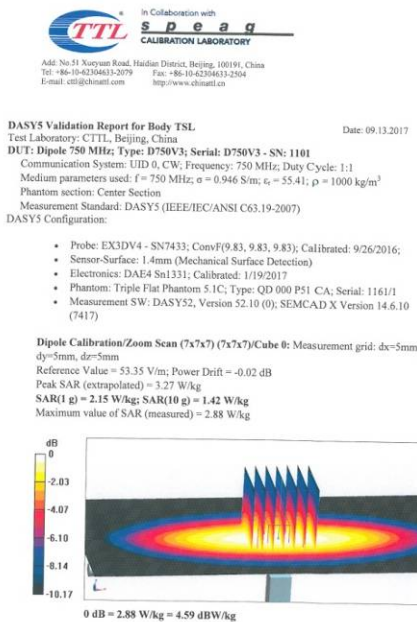 TTL
In Collaboration with
s p e a g
CALIBRATION LABORATORY
Add: No.51 Xueyuan Road, Haidian District, Beijing, 100191, China
Tel: +86-10-62304633-2079 Fax: +86-10-62304633-2504
E-mail: cttl@chinattl.com http://www.chinattl.cn
DASY5 Validation Report for Body TSL Date: 09.13.2017
Test Laboratory: CTTL, Beijing, China
DUT: Dipole 750 MHz; Type: D750V3; Serial: D750V3 - SN: 1101
Communication System: UID 0, CW; Frequency: 750 MHz; Duty Cycle: 1:1
Medium parameters used: f = 750 MHz; σ = 0.946 S/m; εr = 55.41; ρ = 1000 kg/m³
Phantom section: Center Section
Measurement Standard: DASY5 (IEEE/IEC/ANSI C63.19-2007)
DASY5 Configuration:
• Probe: EX3DV4 - SN7433; ConvF(9.83, 9.83, 9.83); Calibrated: 9/26/2016;
• Sensor-Surface: 1.4mm (Mechanical Surface Detection)
• Electronics: DAE4 Sn1331; Calibrated: 1/19/2017
• Phantom: Triple Flat Phantom 5.1C; Type: QD 000 P51 CA; Serial: 1161/1
• Measurement SW: DASY52, Version 52.10 (0); SEMCAD X Version 14.6.10
(7417)
Dipole Calibration/Zoom Scan (7x7x7) (7x7x7)/Cube 0: Measurement grid: dx=5mm,
dy=5mm, dz=5mm
Reference Value = 53.35 V/m; Power Drift = -0.02 dB
Peak SAR (extrapolated) = 3.27 W/kg
SAR(1 g) = 2.15 W/kg; SAR(10 g) = 1.42 W/kg
Maximum value of SAR (measured) = 2.88 W/kg
dB
0
-2.03
-4.07
-6.10
-8.14
-10.17
0 dB = 2.88 W/kg = 4.59 dBW/kg